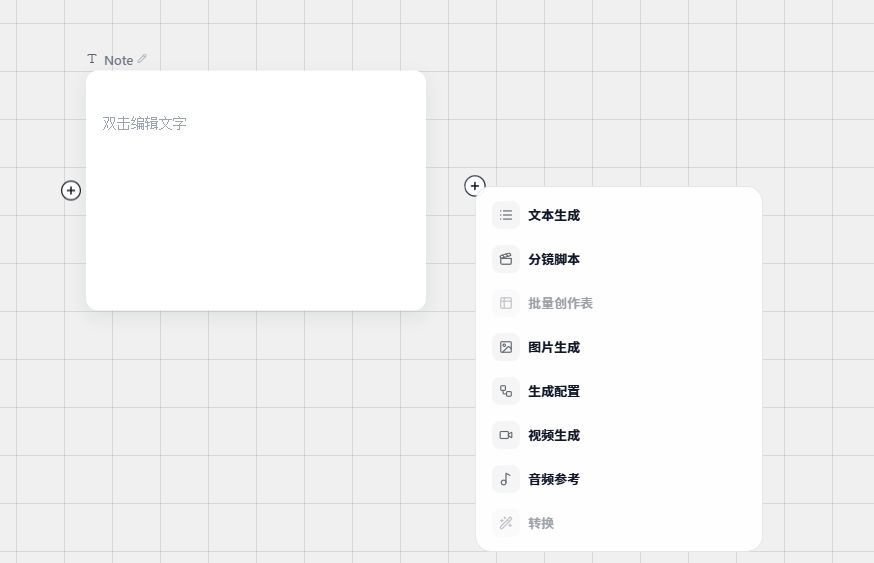 Note
双击编辑文字
文本生成
分镜脚本
批量创作表
图片生成
生成配置
视频生成
音频参考
转换